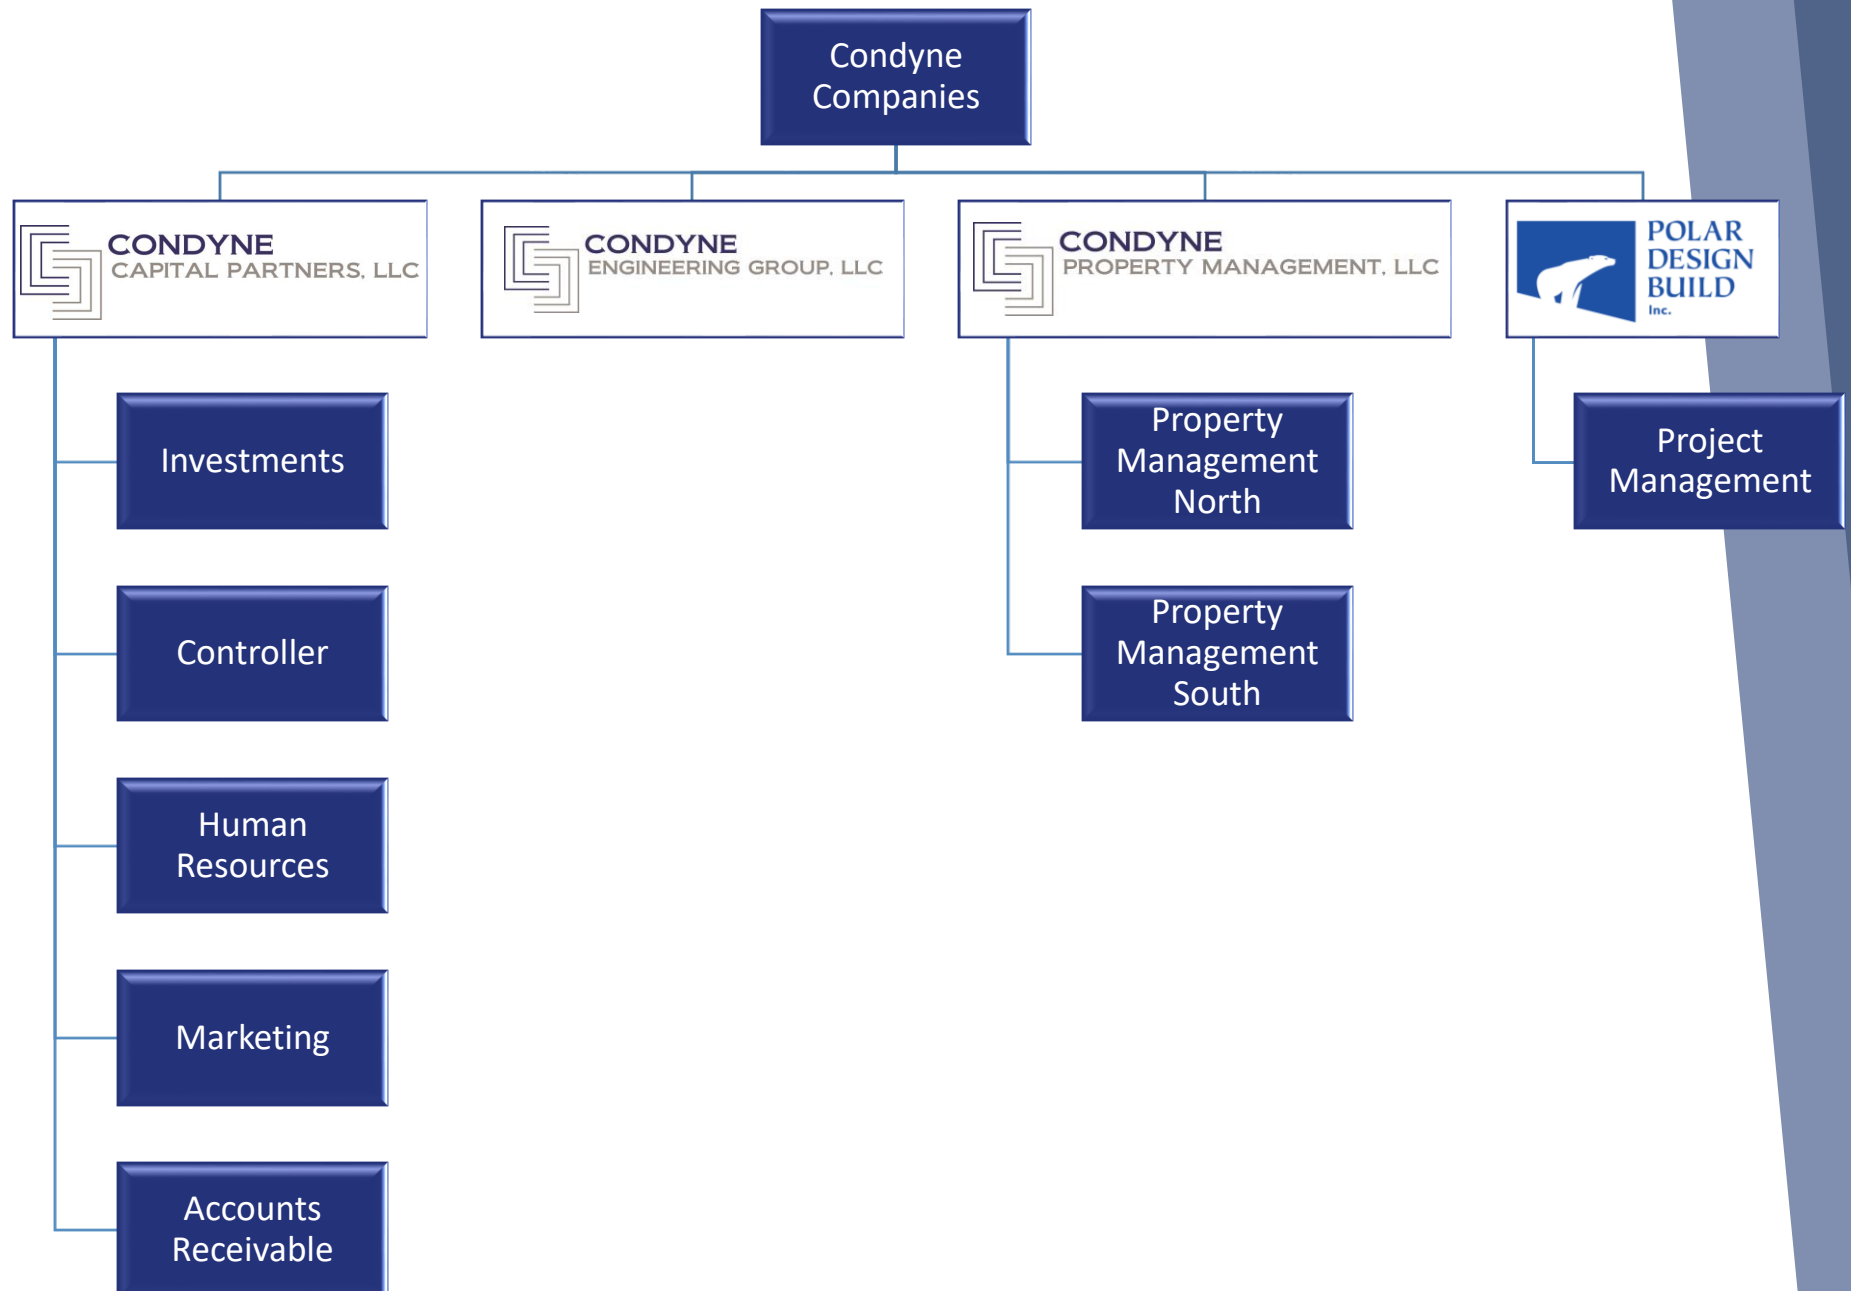 Condyne
Companies
CONDYNE
CAPITAL PARTNERS, LLC
CONDYNE
ENGINEERING GROUP, LLC
CONDYNE
PROPERTY MANAGEMENT, LLC
POLAR
DESIGN
BUILD
Inc.
Investments
Controller
Human
Resources
Marketing
Accounts
Receivable
Property
Management
North
Property
Management
South
Project
Management